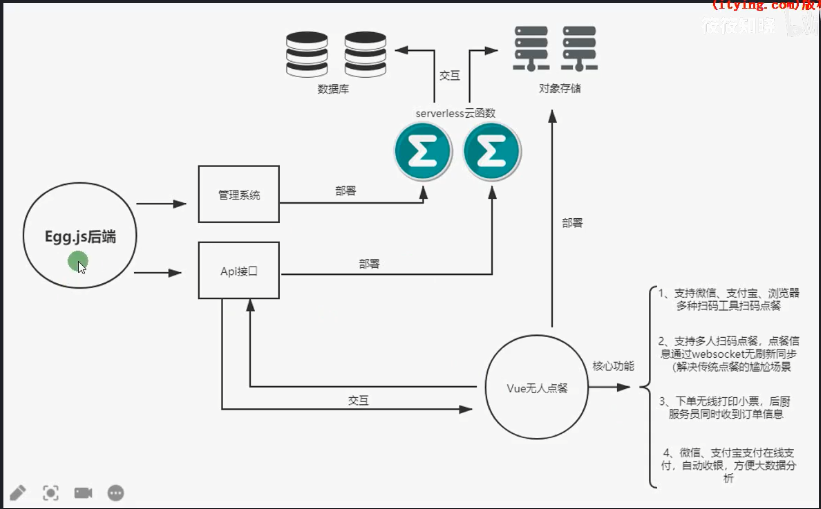 (itying.com)版
数据库
交互
对象存储
serverless云函数
管理系统
部署
Egg.js后端
部署
Api接口
部署
1、支持微信、支付宝、浏览器
多种扫码工具扫码点餐
2、支持多人扫码点餐，点餐信
息通过websocket无刷新同步
（解决传统点餐的尴尬场景
核心功能
Vue无人点餐
交互
3、下单无线打印小票，后厨
服务员同时收到订单信息
4、微信、支付宝支付在线支
付，自动收银，方便大数据分
析